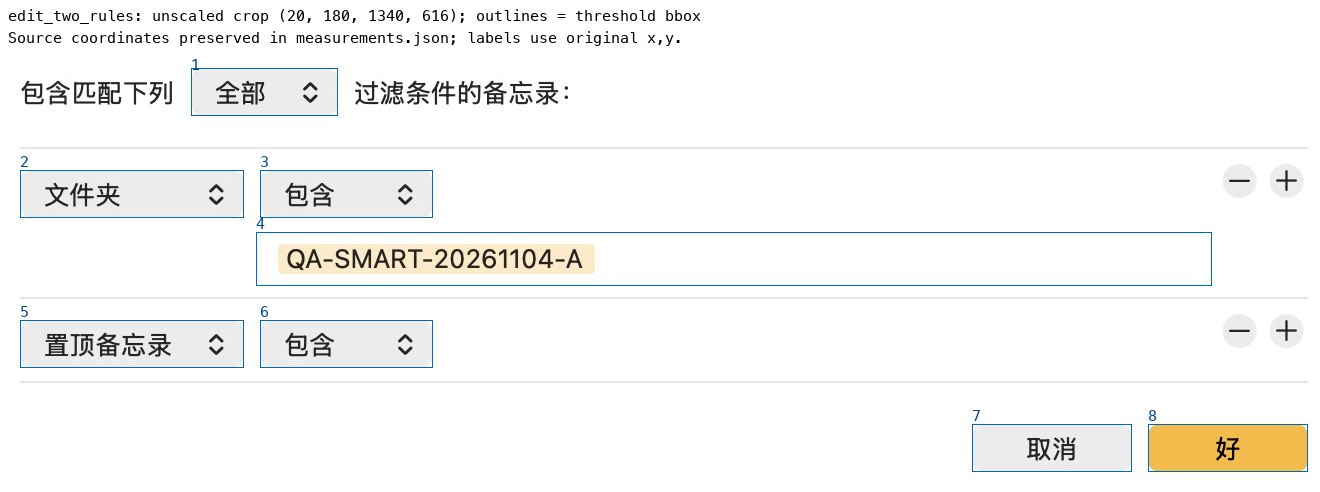 edit_two_rules: unscaled crop (20, 180, 1340, 616); outlines = threshold bbox
Source coordinates preserved in measurements.json; labels use original x,y.
1
包含匹配下列 全部 过滤条件的备忘录：
2 3
文件夹 包含
4
QA-SMART-20261104-A
5 6
置顶备忘录 包含
7 8
取消 好